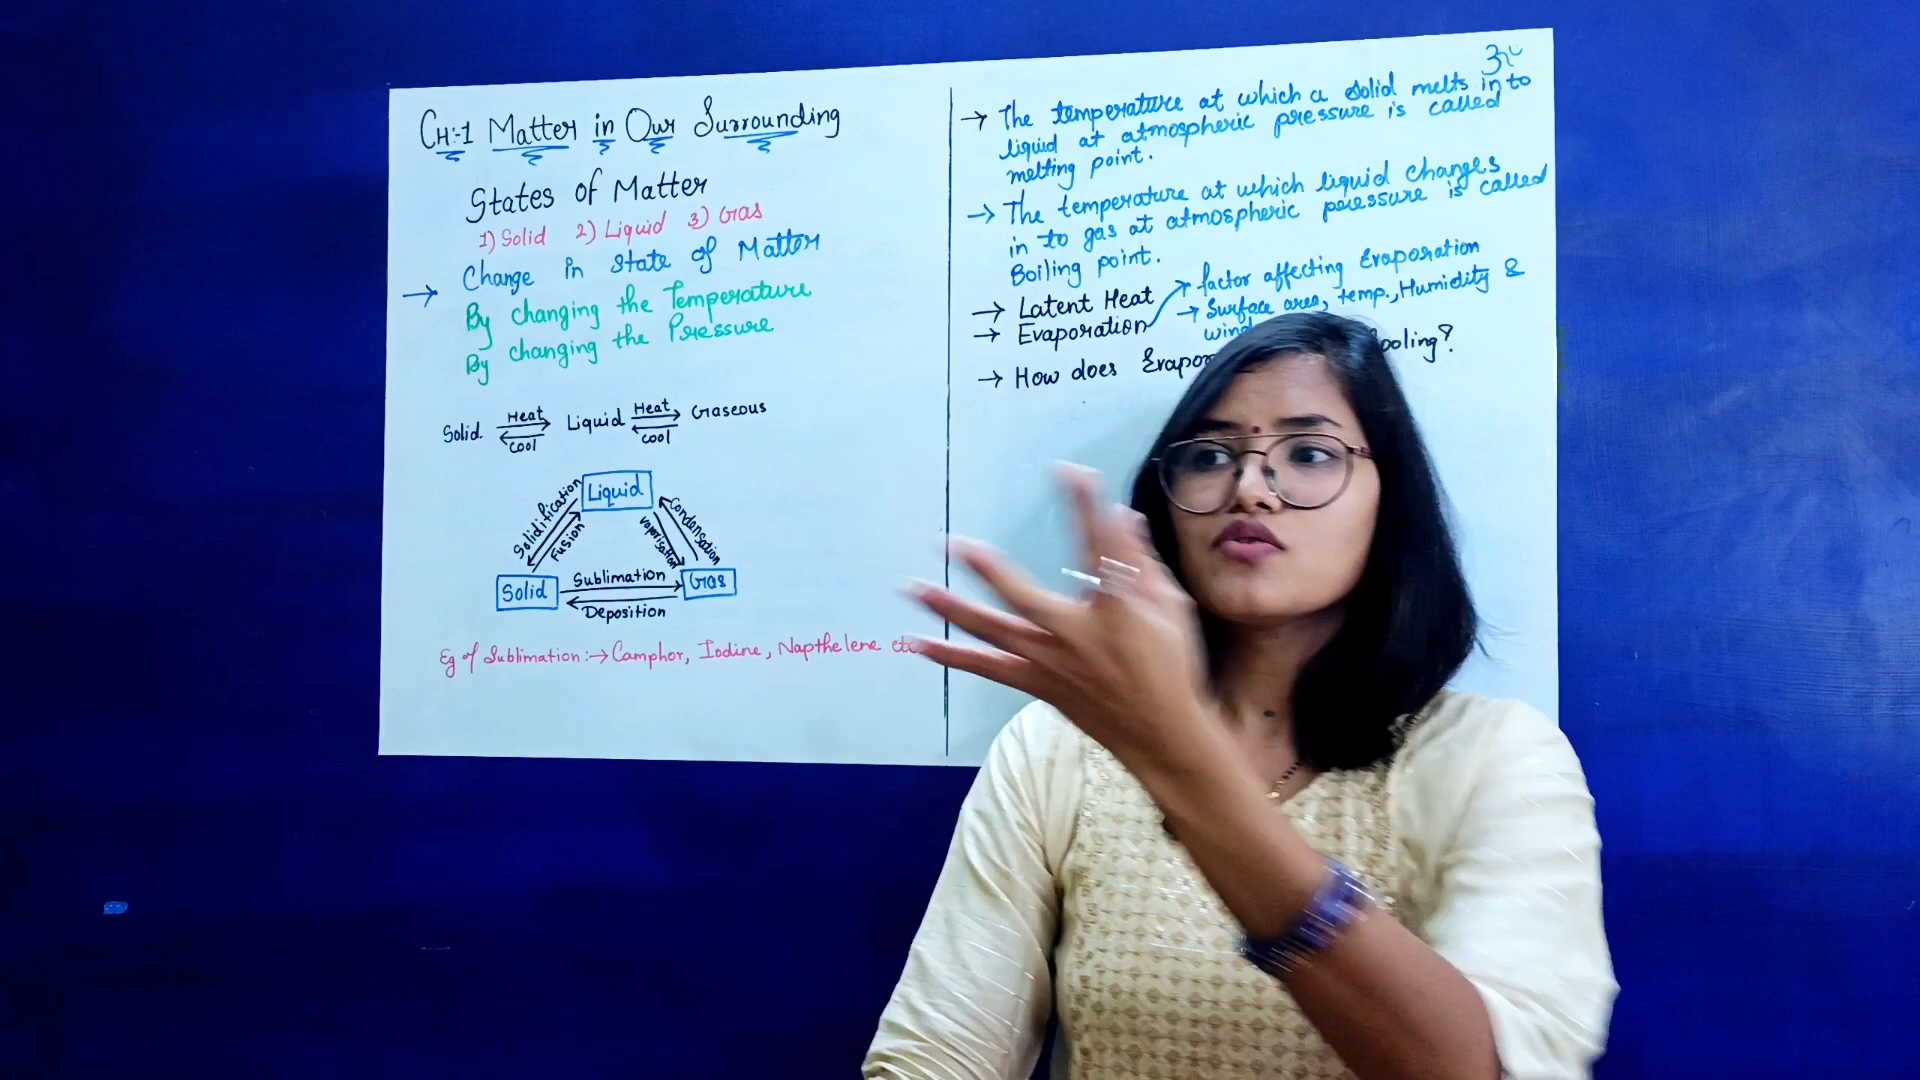 CH:-1 Matter in Our Surrounding
States of Matter
1) Solid 2) Liquid 3) Gas
→ Change in state of Matter
By changing the Temperature
By changing the Pressure
Solid Heat Cool Liquid Heat Cool Gaseous
Liquid
Solidification
Fusion
Vaporisation
Condensation
Solid
Sublimation
Deposition
Gas
Eg of Sublimation :→ Camphor, Iodine, Napthelene etc
→ The temperature at which a solid melts in to
liquid at atmospheric pressure is called
melting point.
→ The temperature at which liquid changes
in to gas at atmospheric pressure is called
Boiling point.
→ Latent Heat
→ Evaporation
→ factor affecting Evaporation
→ Surface area, temp., Humidity &
wind
→ How does